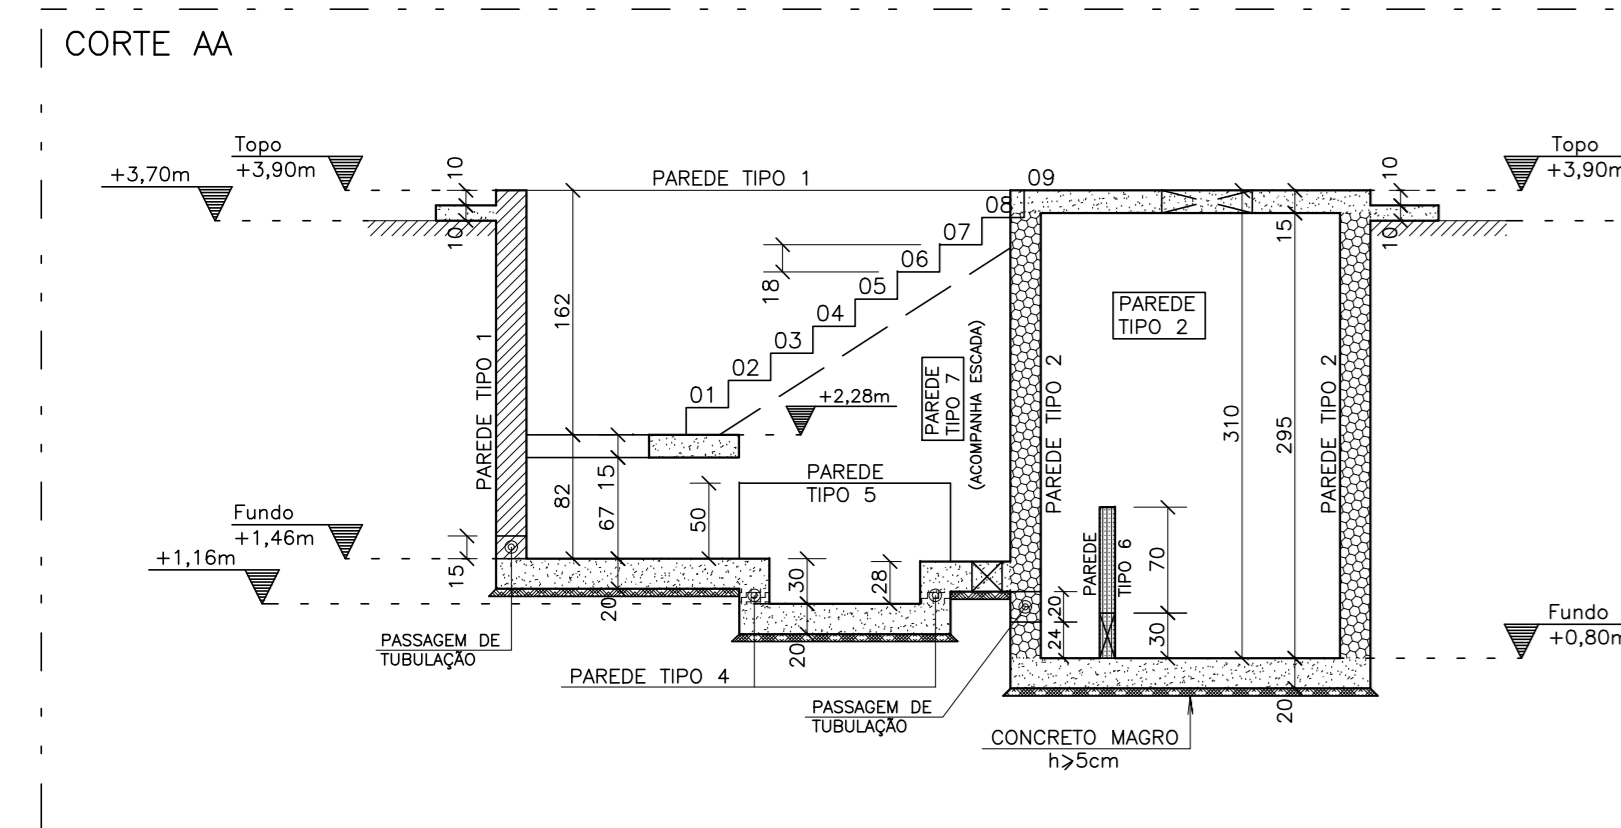 CORTE AA
Topo
+3,90m
+3,70m
10
10
PAREDE TIPO 1
09
08
07
06
05
04
03
02
01
18
162
PAREDE TIPO 1
82
15
67
50
+2,28m
PAREDE
TIPO 5
PAREDE
TIPO 7
(ACOMPANHA ESCADA)
PAREDE TIPO 2
PAREDE
TIPO 2
310
15
295
PAREDE TIPO 2
10
10
Topo
+3,90m
Fundo
+1,46m
+1,16m
15
20
30
28
20
PAREDE
TIPO 6
70
20
24
30
20
Fundo
+0,80m
PASSAGEM DE
TUBULAÇÃO
PAREDE TIPO 4
PASSAGEM DE
TUBULAÇÃO
CONCRETO MAGRO
h⩾5cm